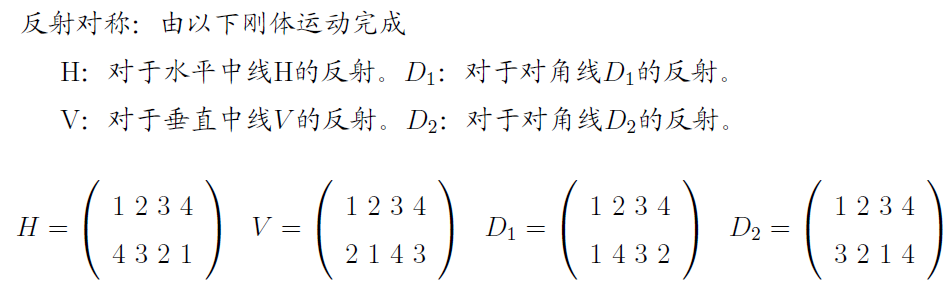 反射对称：由以下刚体运动完成
H：对于水平中线H的反射。D₁：对于对角线D₁的反射。
V：对于垂直中线V的反射。D₂：对于对角线D₂的反射。
H = ( 1 2 3 4 / 4 3 2 1 ) V = ( 1 2 3 4 / 2 1 4 3 ) D₁ = ( 1 2 3 4 / 1 4 3 2 ) D₂ = ( 1 2 3 4 / 3 2 1 4 )